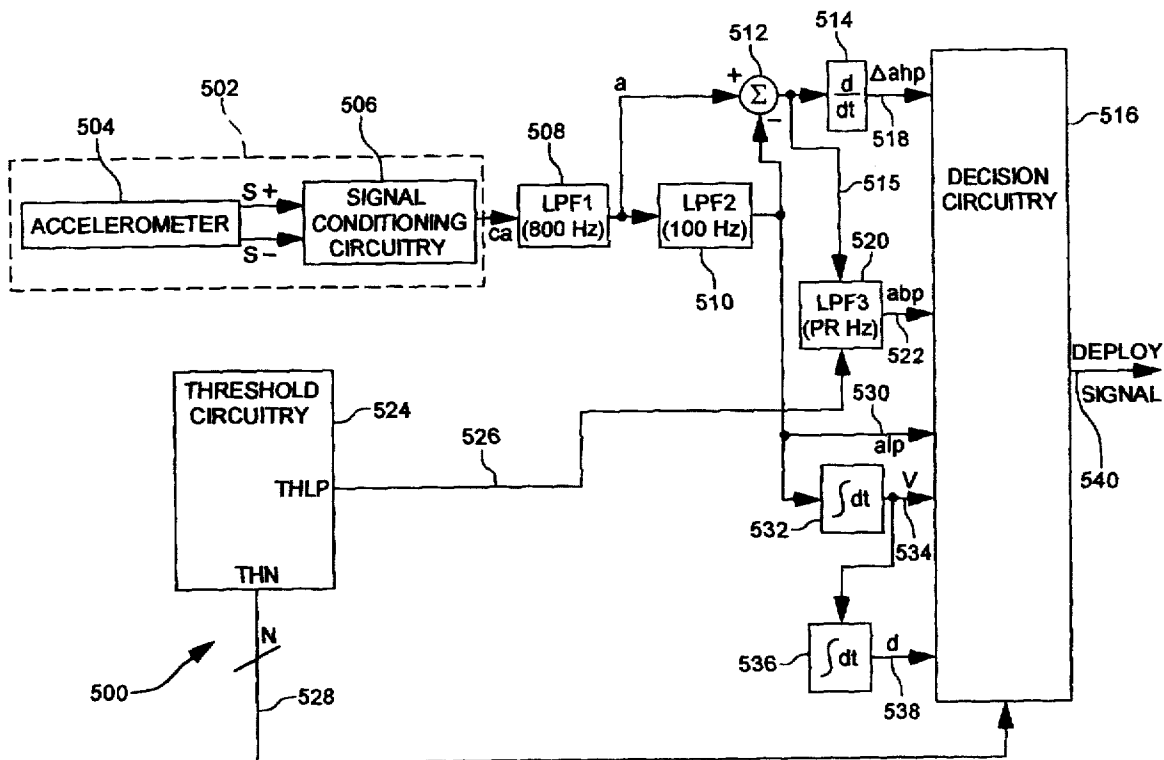 514
512
Δahp
+
d
dt
502
506
a
Σ
516
504
508
−
518
S+
SIGNAL
CONDITIONING
CIRCUITRY
LPF1
(800 Hz)
LPF2
(100 Hz)
515
DECISION
CIRCUITRY
ACCELEROMETER
520
S−
ca
510
LPF3
(PR Hz)
abp
522
DEPLOY
SIGNAL
THRESHOLD
CIRCUITRY
524
530
526
alp
540
THLP
∫dt
V
532
534
THN
N
536
∫dt
d
500
538
528